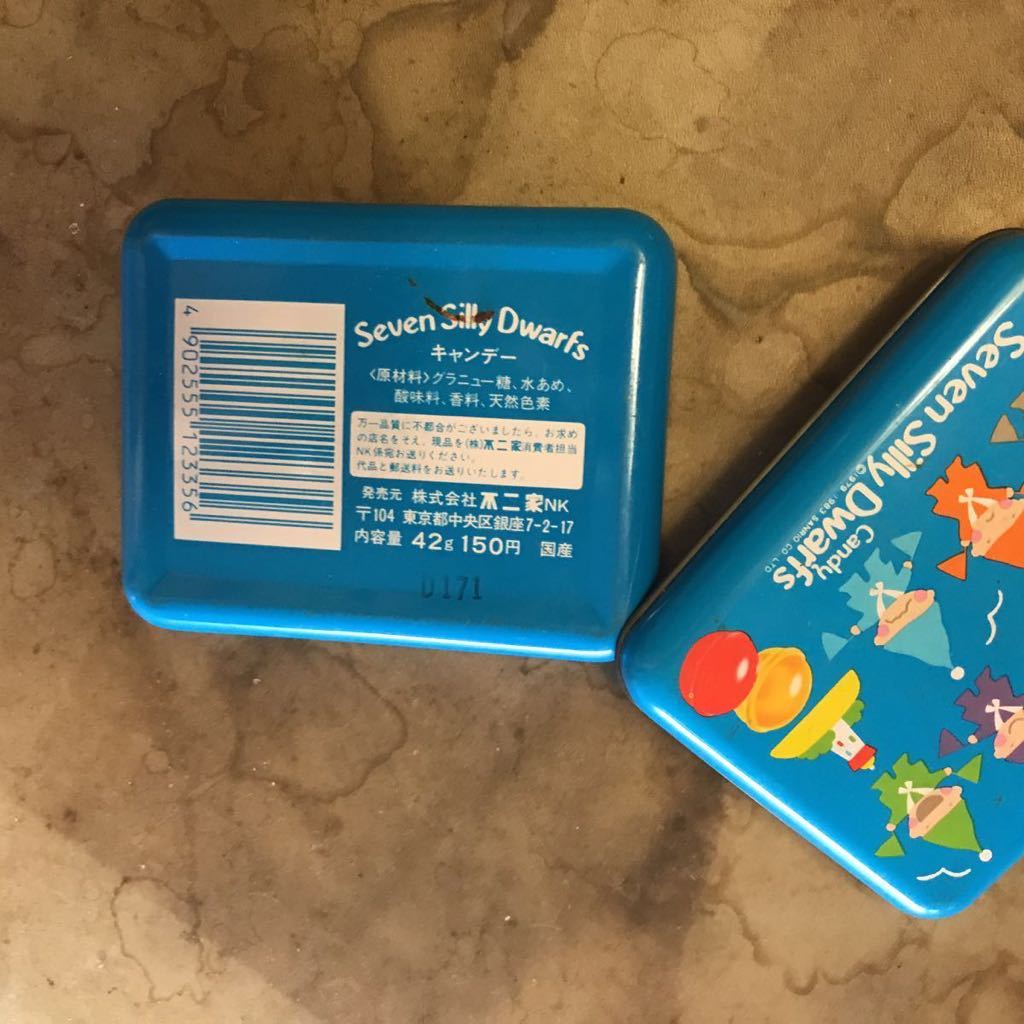 Seven Silly Dwarfs
キャンデー
〈原材料〉グラニュー糖、水あめ、
酸味料、香料、天然色素
万一品質に不都合がございましたら、お求め
の店名をそえ、現品を(株)不二家消費者担当
NK係宛お送りください。
代品と郵送料をお送りいたします。
発売元 株式会社 不二家NK
〒104 東京都中央区銀座7-2-17
内容量 42g 150円 国産
D171
4 902555 123356
Seven Silly Dwarfs
Candy
©1979, 1983 SANRIO CO., LTD.